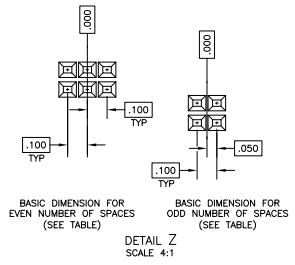 .000
.000
.100
TYP
.100
TYP
.100
TYP
.050
BASIC DIMENSION FOR
EVEN NUMBER OF SPACES
(SEE TABLE)
BASIC DIMENSION FOR
ODD NUMBER OF SPACES
(SEE TABLE)
DETAIL Z
SCALE 4:1